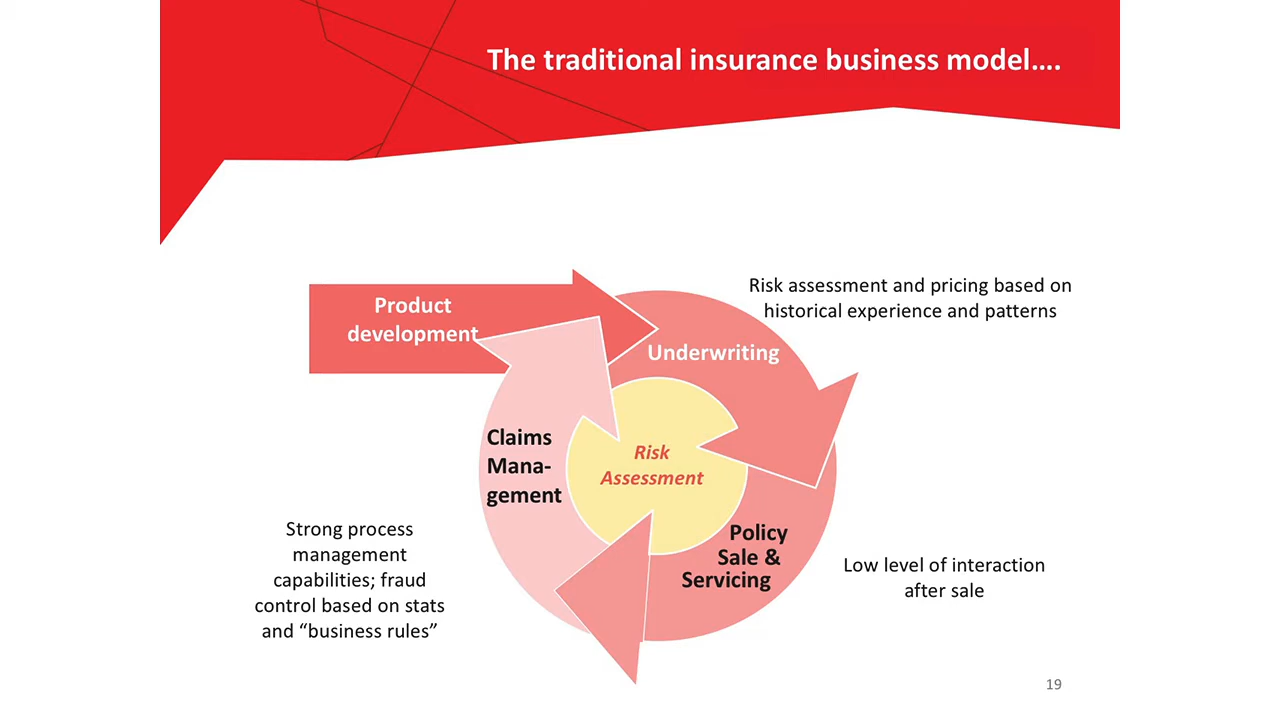 The traditional insurance business model….
Product
development
Risk assessment and pricing based on
historical experience and patterns
Underwriting
Claims
Mana-
gement
Risk
Assessment
Policy
Sale &
Servicing
Strong process
management
capabilities; fraud
control based on stats
and “business rules”
Low level of interaction
after sale
19